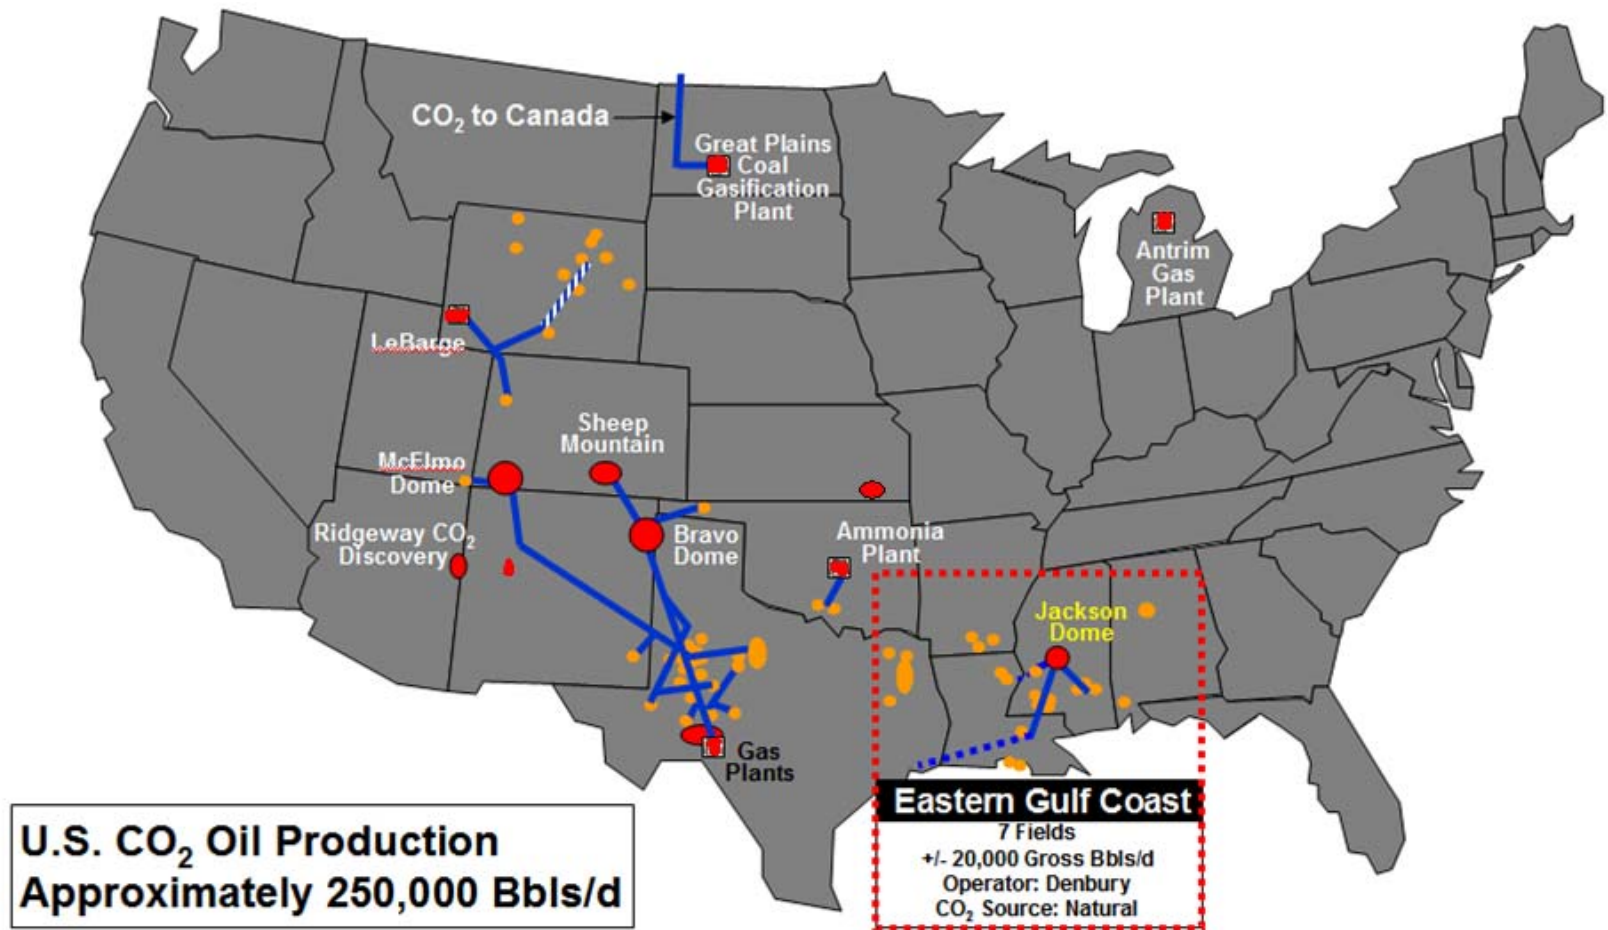 CO₂ to Canada
Great Plains
Coal
Gasification
Plant
Antrim
Gas
Plant
LeBarge
Sheep
Mountain
McElmo
Dome
Ridgeway CO₂
Discovery
Bravo
Dome
Ammonia
Plant
Jackson
Dome
Gas
Plants
Eastern Gulf Coast
7 Fields
+/- 20,000 Gross Bbls/d
Operator: Denbury
CO₂ Source: Natural
U.S. CO₂ Oil Production
Approximately 250,000 Bbls/d